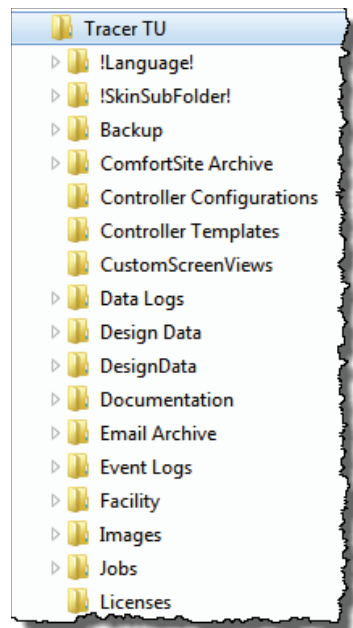 Tracer TU
!Language!
!SkinSubFolder!
Backup
ComfortSite Archive
Controller Configurations
Controller Templates
CustomScreenViews
Data Logs
Design Data
DesignData
Documentation
Email Archive
Event Logs
Facility
Images
Jobs
Licenses